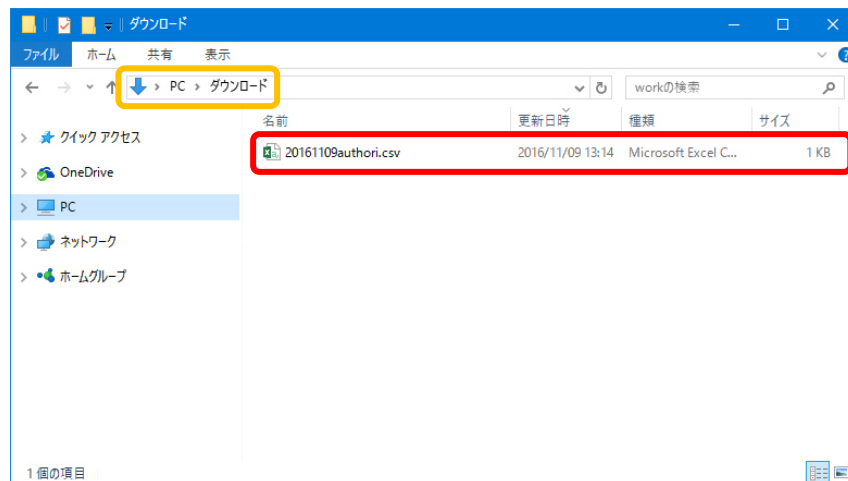 ダウンロード
ファイル ホーム 共有 表示
PC > ダウンロード workの検索
名前 更新日時 種類 サイズ
クイック アクセス
20161109authori.csv 2016/11/09 13:14 Microsoft Excel C... 1 KB
OneDrive
PC
ネットワーク
ホームグループ
1 個の項目